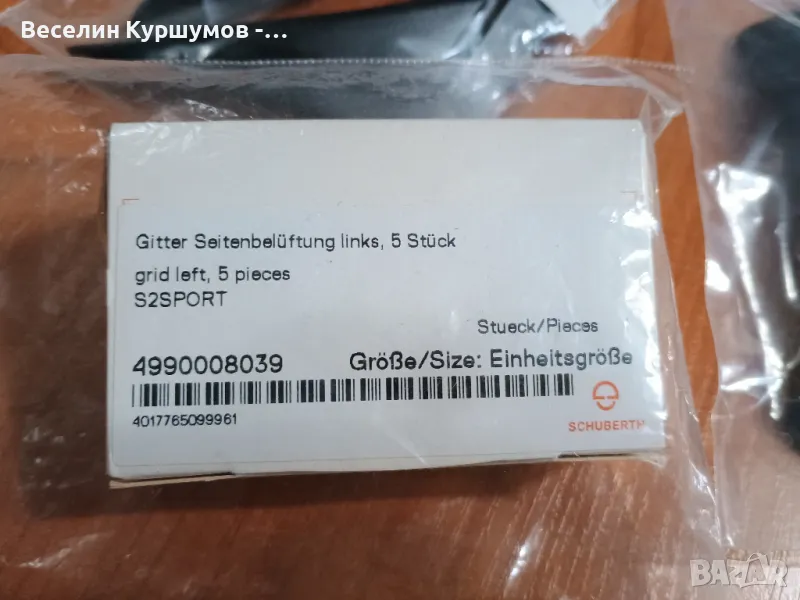 Веселин Куршумов -...
Gitter Seitenbelüftung links, 5 Stück
grid left, 5 pieces
S2SPORT
Stueck/Pieces
4990008039 Größe/Size: Einheitsgröße
4017765099961
SCHUBERTH
BAZAR